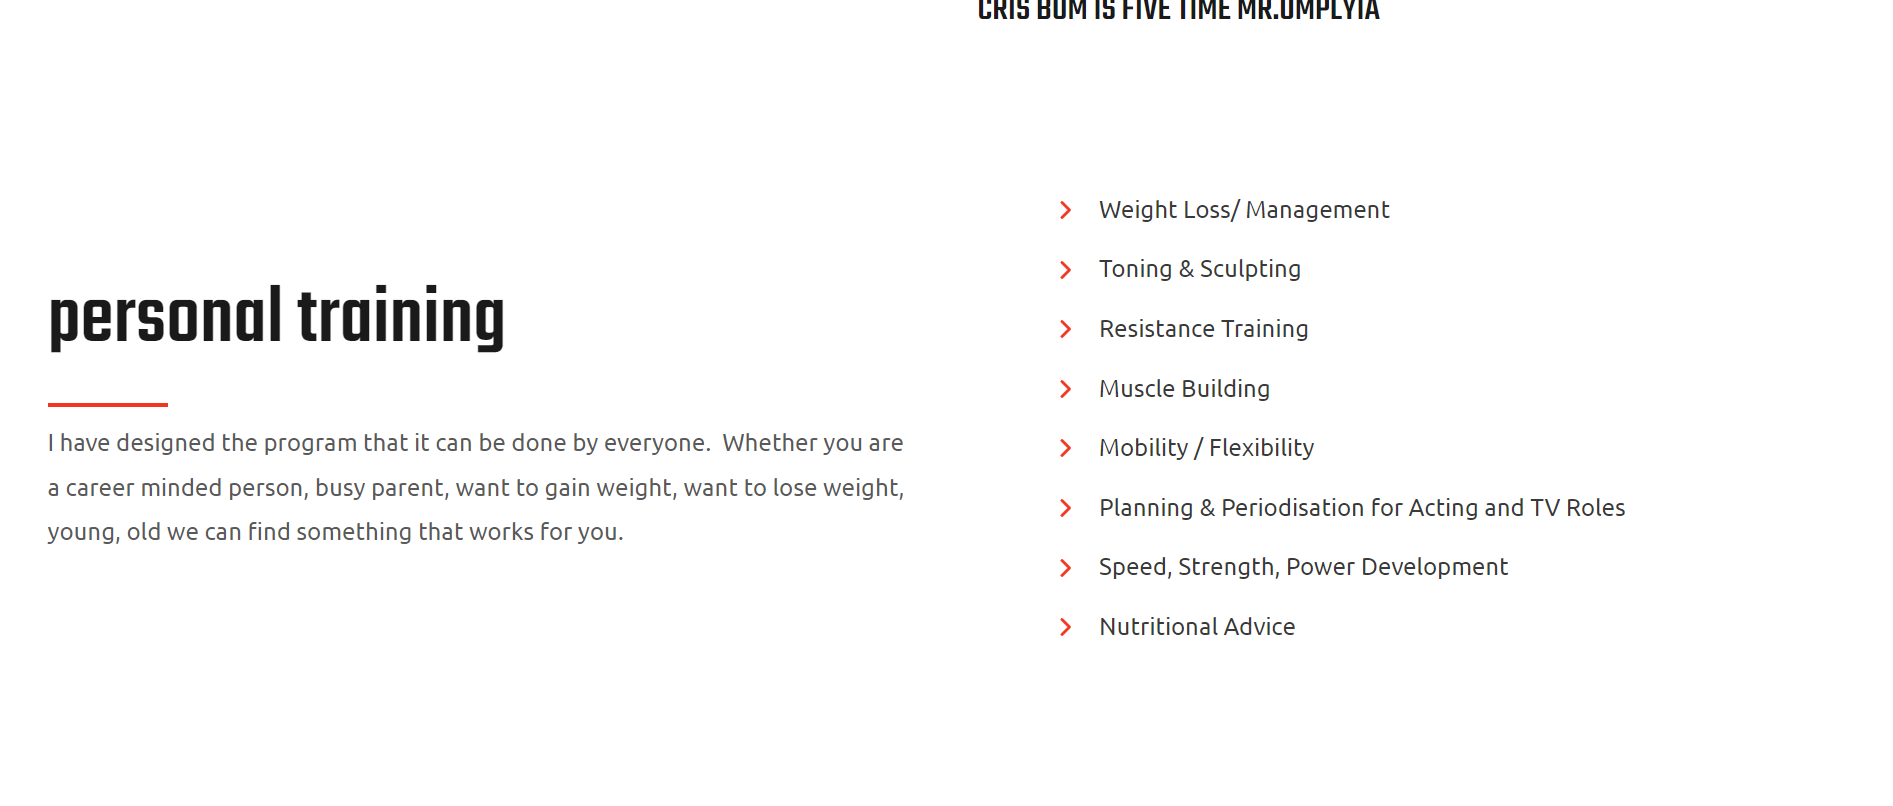 CRIS BUM IS FIVE TIME MR.OMPLYIA
personal training
I have designed the program that it can be done by everyone.  Whether you are
a career minded person, busy parent, want to gain weight, want to lose weight,
young, old we can find something that works for you.
Weight Loss/ Management
Toning & Sculpting
Resistance Training
Muscle Building
Mobility / Flexibility
Planning & Periodisation for Acting and TV Roles
Speed, Strength, Power Development
Nutritional Advice